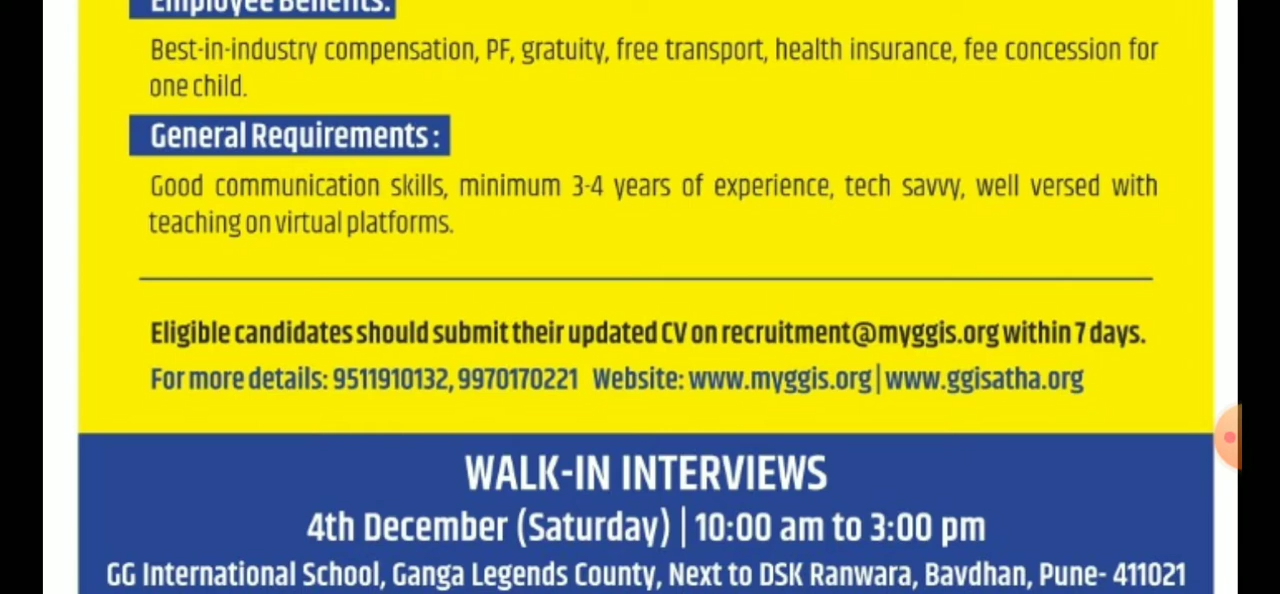 Employee Benefits:
Best-in-industry compensation, PF, gratuity, free transport, health insurance, fee concession for
one child.
General Requirements :
Good communication skills, minimum 3-4 years of experience, tech savvy, well versed with
teaching on virtual platforms.
Eligible candidates should submit their updated CV on recruitment@myggis.org within 7 days.
For more details: 9511910132, 9970170221 Website: www.myggis.org|www.ggisatha.org
WALK-IN INTERVIEWS
4th December (Saturday) | 10:00 am to 3:00 pm
GG International School, Ganga Legends County, Next to DSK Ranwara, Bavdhan, Pune- 411021